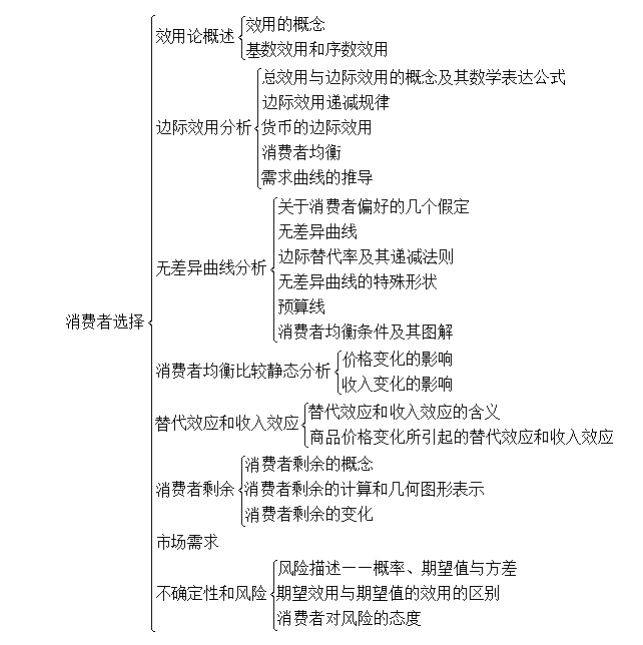 效用论概述
效用的概念
基数效用和序数效用
边际效用分析
总效用与边际效用的概念及其数学表达公式
边际效用递减规律
货币的边际效用
消费者均衡
需求曲线的推导
无差异曲线分析
关于消费者偏好的几个假定
无差异曲线
边际替代率及其递减法则
无差异曲线的特殊形状
预算线
消费者均衡条件及其图解
消费者选择
消费者均衡比较静态分析
价格变化的影响
收入变化的影响
替代效应和收入效应
替代效应和收入效应的含义
商品价格变化所引起的替代效应和收入效应
消费者剩余
消费者剩余的概念
消费者剩余的计算和几何图形表示
消费者剩余的变化
市场需求
不确定性和风险
风险描述一一概率、期望值与方差
期望效用与期望值的效用的区别
消费者对风险的态度